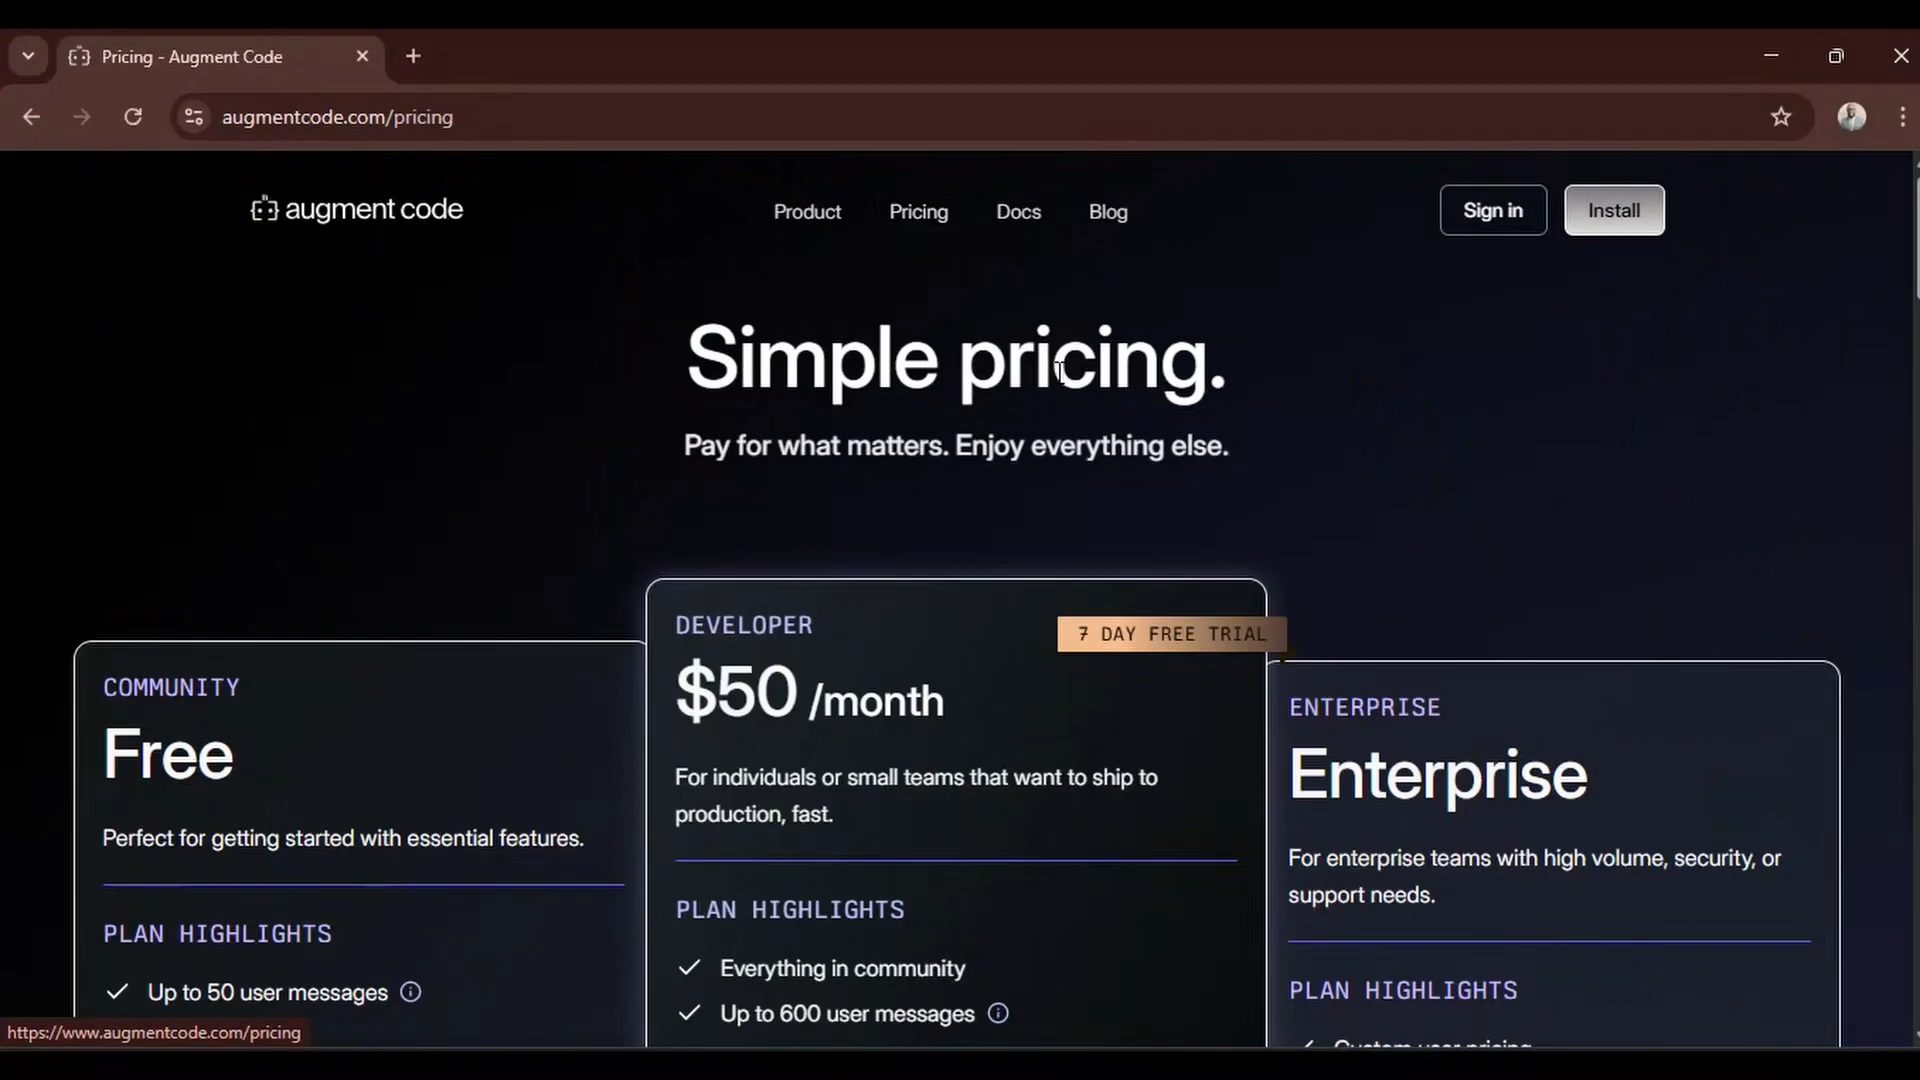 Pricing - Augment Code
augmentcode.com/pricing
augment code
Product
Pricing
Docs
Blog
Sign in
Install
Simple pricing.
Pay for what matters. Enjoy everything else.
COMMUNITY
Free
Perfect for getting started with essential features.
PLAN HIGHLIGHTS
Up to 50 user messages
DEVELOPER
7 DAY FREE TRIAL
$50 /month
For individuals or small teams that want to ship to
production, fast.
PLAN HIGHLIGHTS
Everything in community
Up to 600 user messages
ENTERPRISE
Enterprise
For enterprise teams with high volume, security, or
support needs.
PLAN HIGHLIGHTS
Custom user pricing
https://www.augmentcode.com/pricing